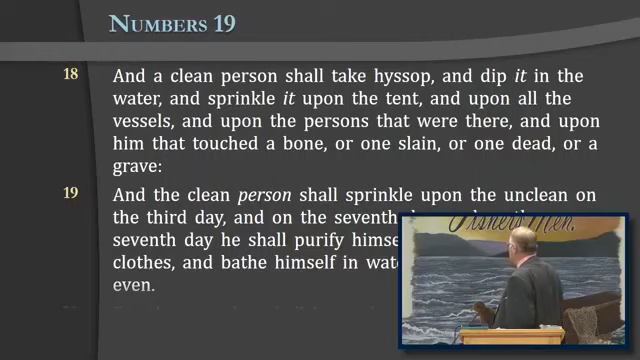 NUMBERS 19
18 And a clean person shall take hyssop, and dip it in the
water, and sprinkle it upon the tent, and upon all the
vessels, and upon the persons that were there, and upon
him that touched a bone, or one slain, or one dead, or a
grave:
19 And the clean person shall sprinkle upon the unclean on
the third day, and on the seventh
seventh day he shall purify
clothes, and bathe himself in
even.
Fishers Men.